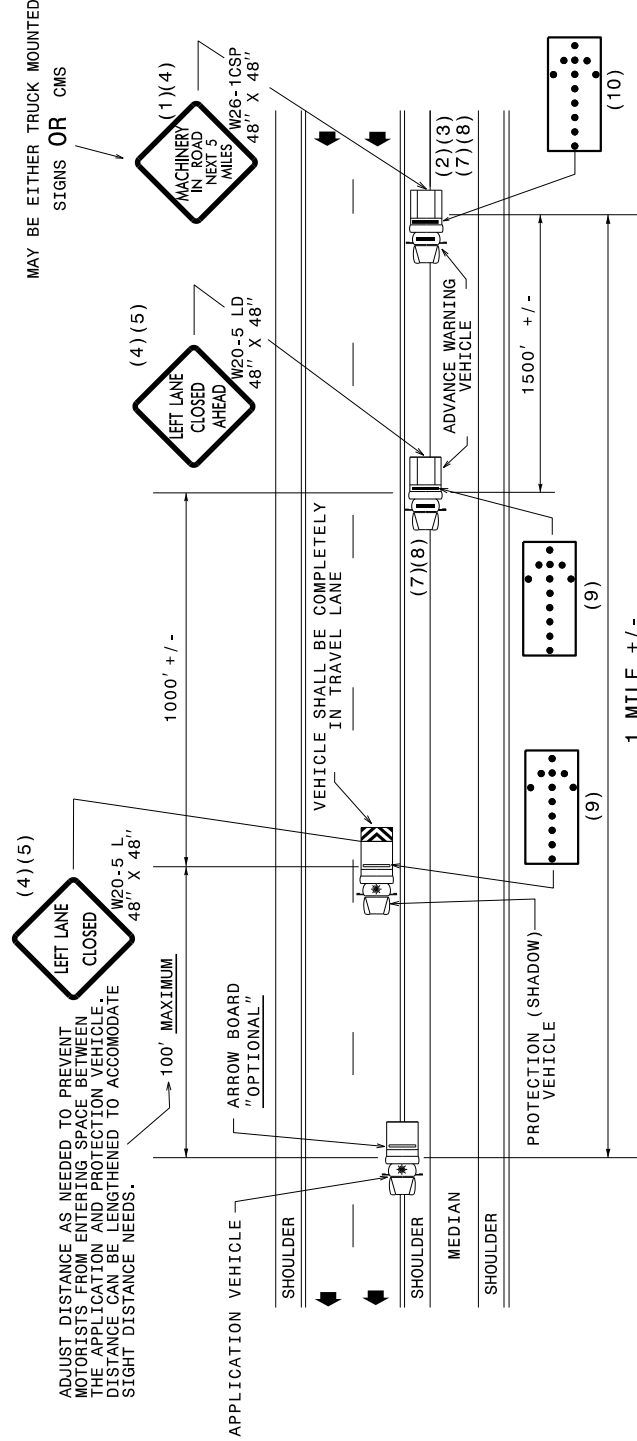 MAY BE EITHER TRUCK MOUNTED
SIGNS OR CMS
(1)(4)
MACHINERY
IN ROAD
NEXT 5
MILES
W26-1CSP
48" X 48"
(4)(5)
LEFT LANE
CLOSED
AHEAD
W20-5 LD
48" X 48"
(4)(5)
LEFT LANE
CLOSED
W20-5 L
48" X 48"
ADJUST DISTANCE AS NEEDED TO PREVENT
MOTORISTS FROM ENTERING SPACE BETWEEN
THE APPLICATION AND PROTECTION VEHICLE.
DISTANCE CAN BE LENGTHENED TO ACCOMODATE
SIGHT DISTANCE NEEDS.
100' MAXIMUM
1000' +/-
ARROW BOARD
"OPTIONAL"
VEHICLE SHALL BE COMPLETELY
IN TRAVEL LANE
APPLICATION VEHICLE
SHOULDER
SHOULDER
MEDIAN
SHOULDER
(7)(8)
(2)(3)
(7)(8)
ADVANCE WARNING
VEHICLE
PROTECTION (SHADOW)
VEHICLE
1500' +/-
(9)
(9)
(10)
1 MILE +/-